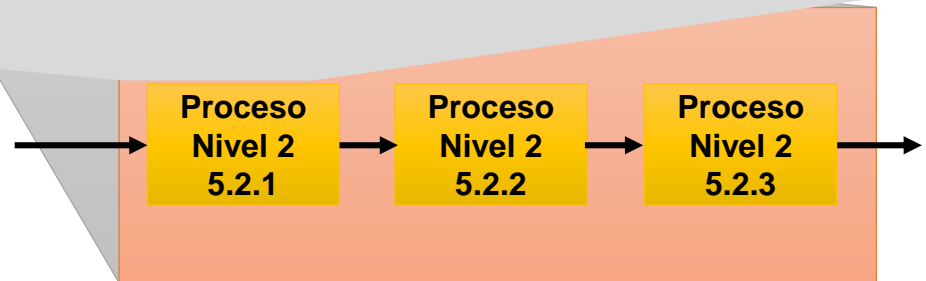 Proceso
Nivel 2
5.2.1
Proceso
Nivel 2
5.2.2
Proceso
Nivel 2
5.2.3